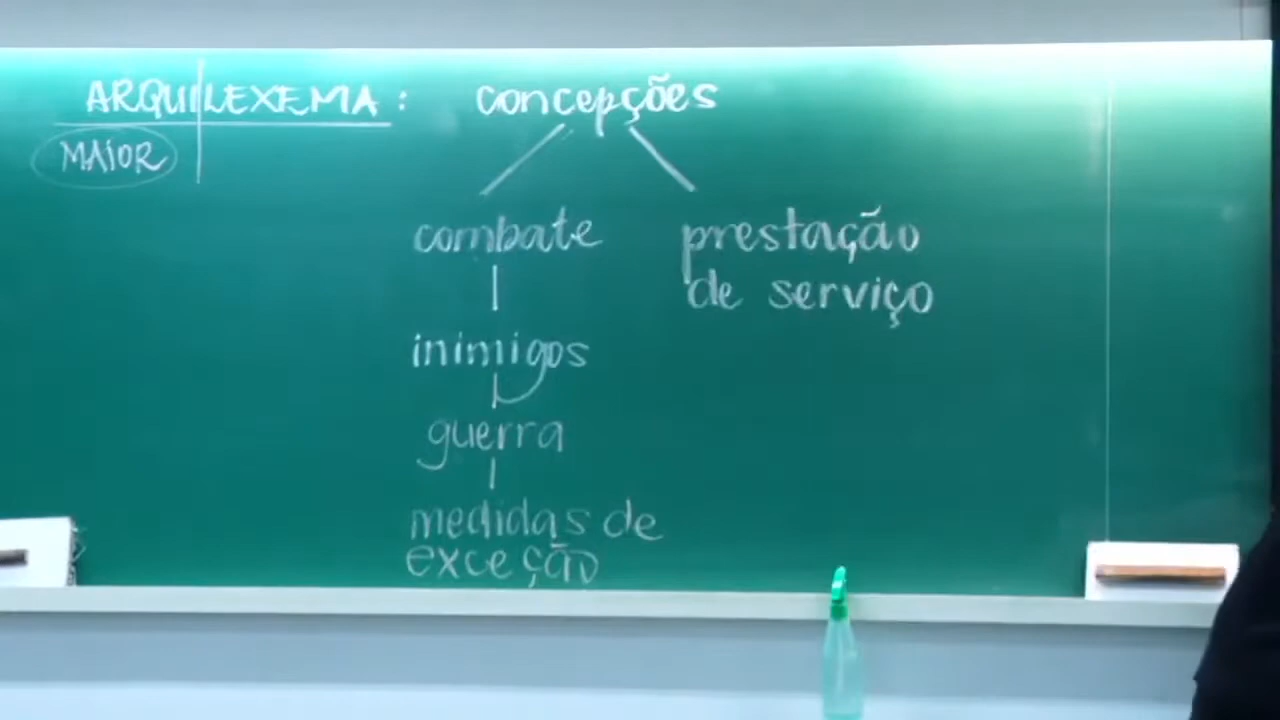 ARQUILEXEMA: concepções
MAIOR
combate prestação
de serviço
inimigos
guerra
medidas de
exceção